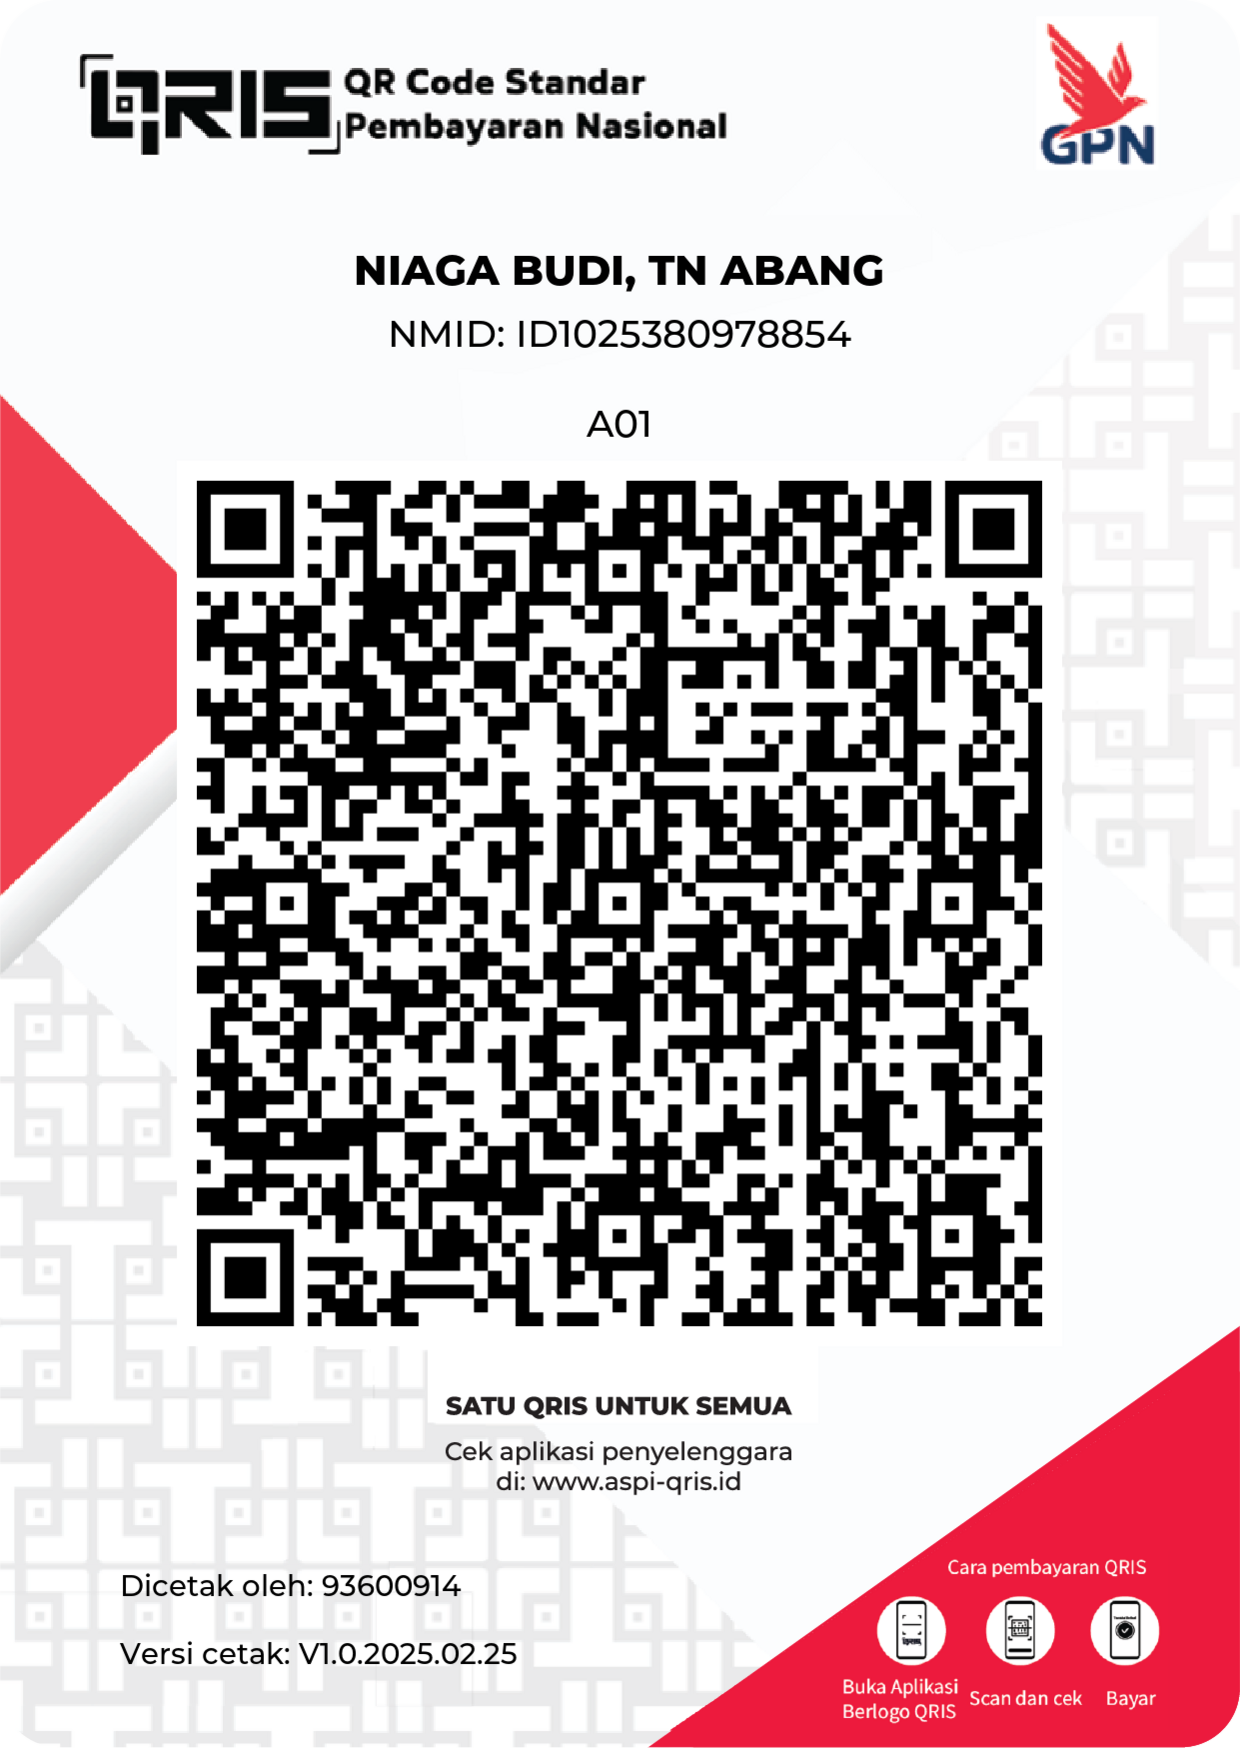 QRIS QR Code Standar
Pembayaran Nasional
GPN
NIAGA BUDI, TN ABANG
NMID: ID1025380978854
A01
SATU QRIS UNTUK SEMUA
Cek aplikasi penyelenggara
di: www.aspi-qris.id
Dicetak oleh: 93600914
Versi cetak: V1.0.2025.02.25
Cara pembayaran QRIS
Buka Aplikasi
Berlogo QRIS
Scan dan cek
Bayar